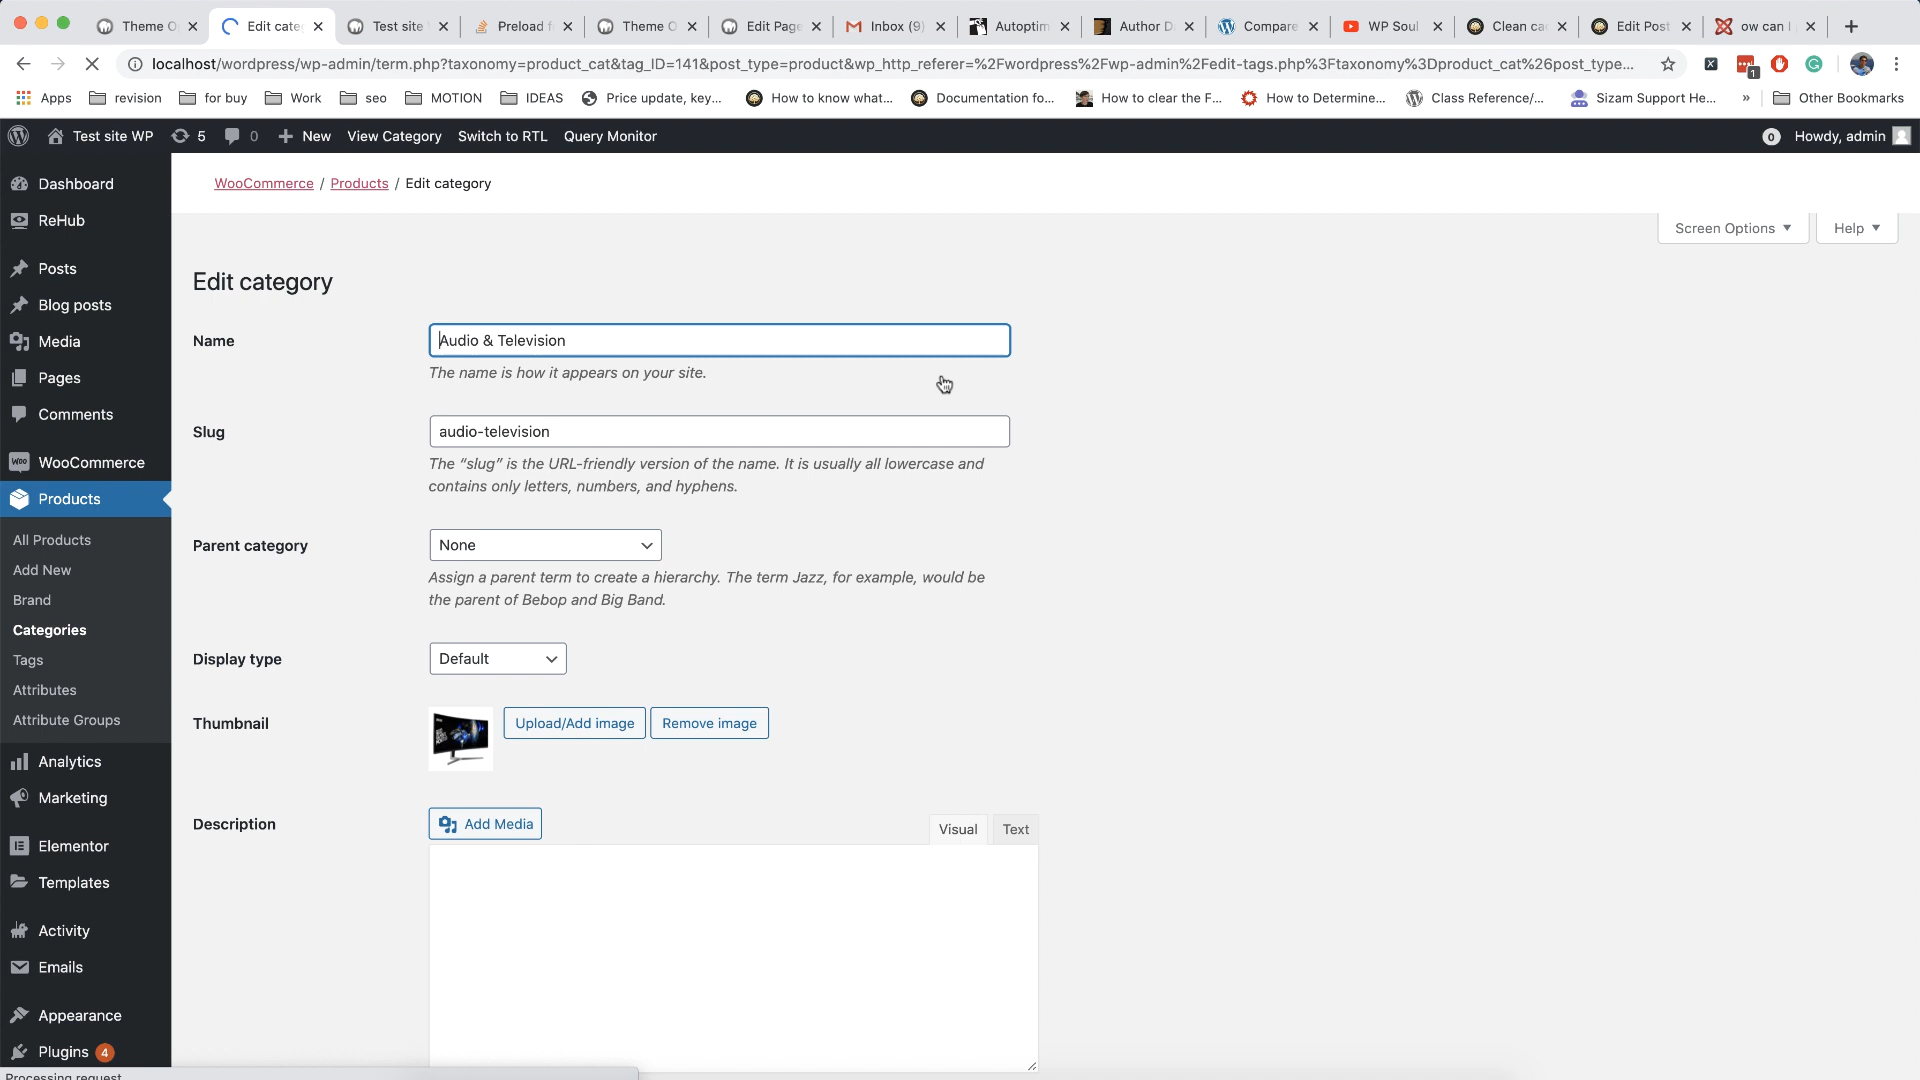 Theme O
Edit cate
Test site
Preload f
Theme O
Edit Page
Inbox (9)
Autoptim
Author D
Compare
WP Soul
Clean ca
Edit Post
ow can I
localhost/wordpress/wp-admin/term.php?taxonomy=product_cat&tag_ID=141&post_type=product&wp_http_referer=%2Fwordpress%2Fwp-admin%2Fedit-tags.php%3Ftaxonomy%3Dproduct_cat%26post_type...
1
Apps
revision
for buy
Work
seo
MOTION
IDEAS
Price update, key...
How to know what...
Documentation fo...
How to clear the F...
How to Determine...
Class Reference/...
Sizam Support He...
»
Other Bookmarks
Test site WP
5
0
New
View Category
Switch to RTL
Query Monitor
0
Howdy, admin
Dashboard
ReHub
Posts
Blog posts
Media
Pages
Comments
WooCommerce
Products
All Products
Add New
Brand
Categories
Tags
Attributes
Attribute Groups
Analytics
Marketing
Elementor
Templates
Activity
Emails
Appearance
Plugins 4
Processing request
WooCommerce / Products / Edit category
Screen Options
Help
Edit category
Name
Audio & Television
The name is how it appears on your site.
Slug
audio-television
The “slug” is the URL-friendly version of the name. It is usually all lowercase and
contains only letters, numbers, and hyphens.
Parent category
None
Assign a parent term to create a hierarchy. The term Jazz, for example, would be
the parent of Bebop and Big Band.
Display type
Default
Thumbnail
Upload/Add image
Remove image
Description
Add Media
Visual
Text